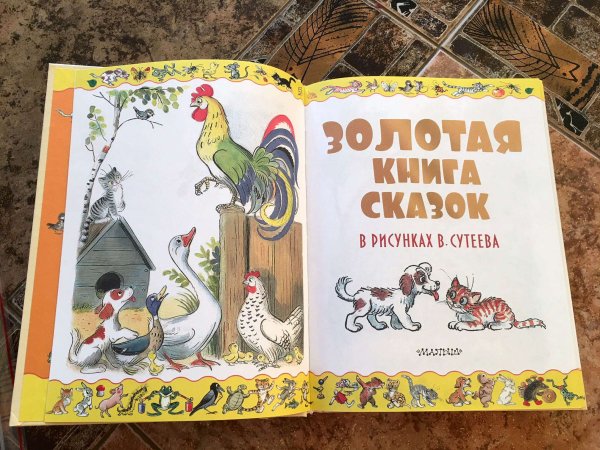 ЗОЛОТАЯ
КНИГА
СКАЗОК
В РИСУНКАХ В. СУТЕЕВА
«МАЛЫШ»